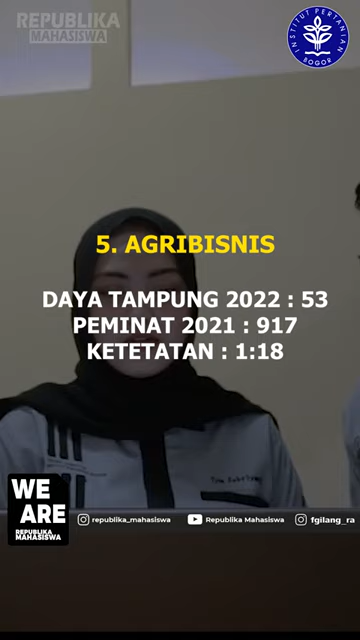 REPUBLIKA
MAHASISWA
INSTITUT PERTANIAN
BOGOR
5. AGRIBISNIS
DAYA TAMPUNG 2022 : 53
PEMINAT 2021 : 917
KETETATAN : 1:18
WE
ARE
REPUBLIKA
MAHASISWA
republika_mahasiswa
Republika Mahasiswa
fgilang_ra